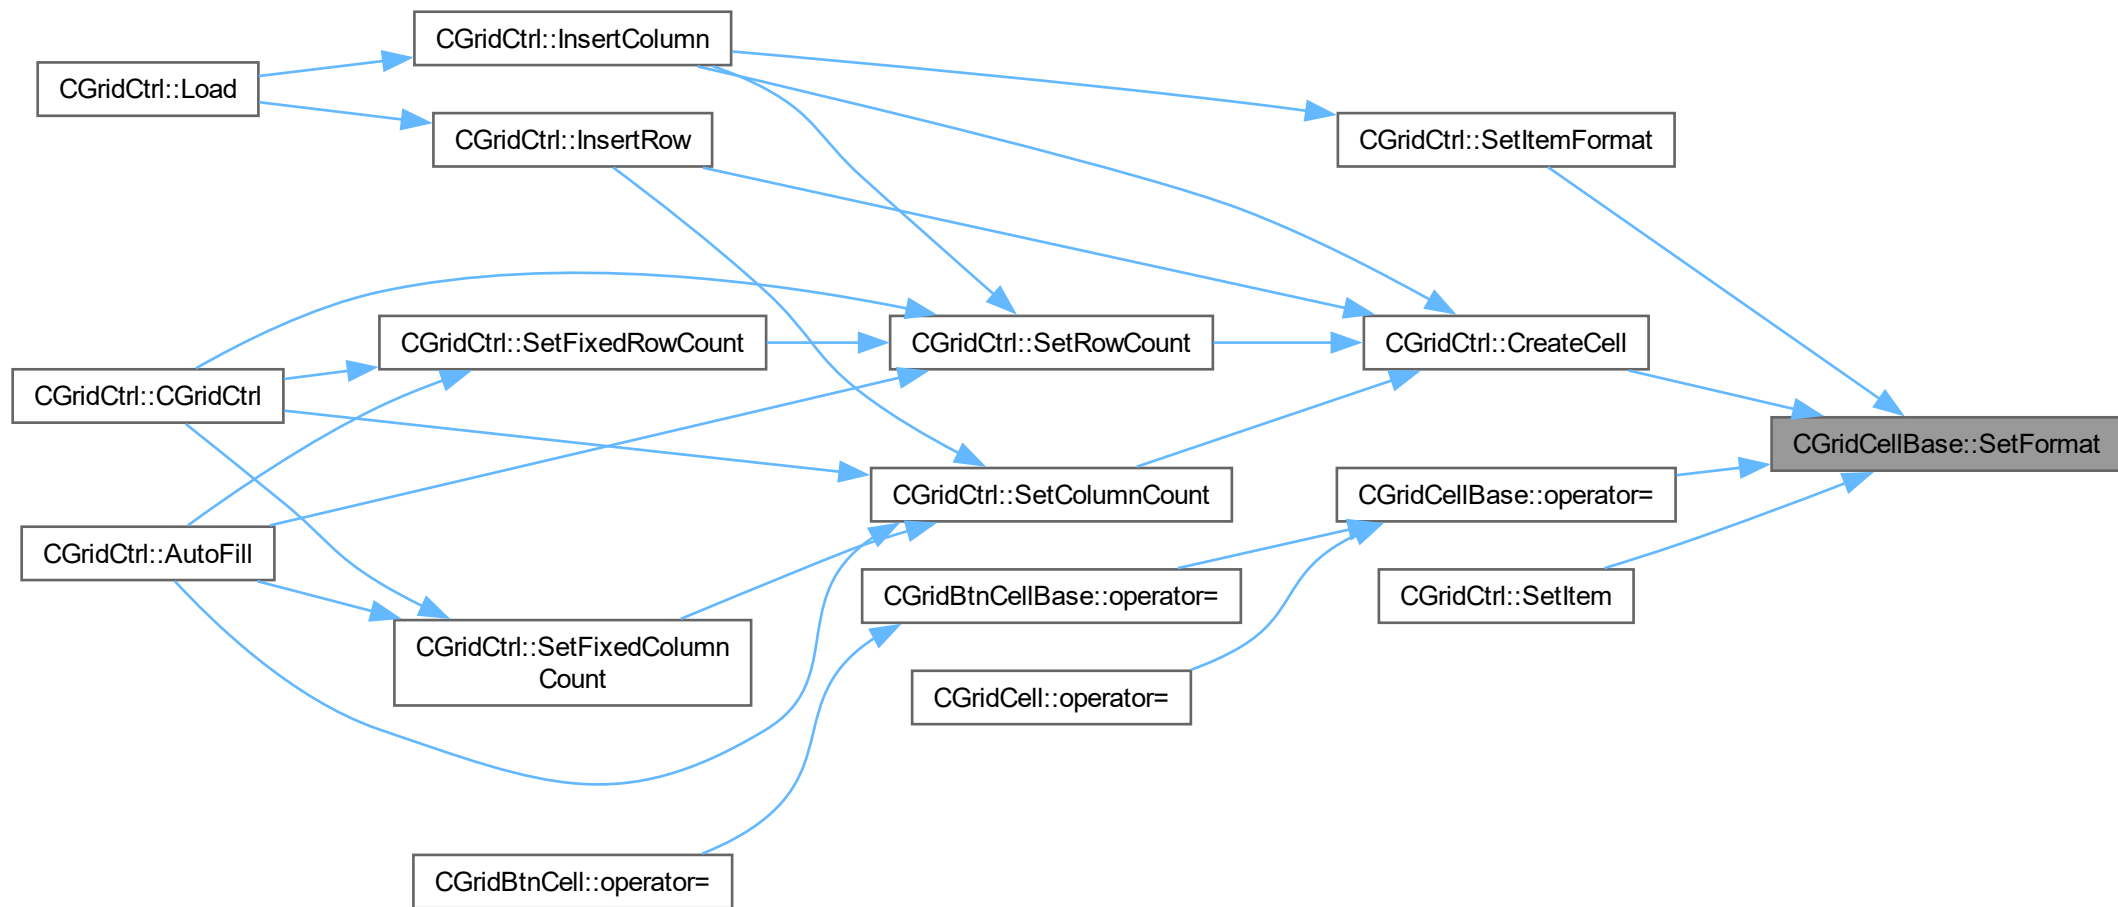 CGridCtrl::InsertColumn
CGridCtrl::Load
CGridCtrl::InsertRow
CGridCtrl::SetItemFormat
CGridCtrl::SetFixedRowCount
CGridCtrl::SetRowCount
CGridCtrl::CreateCell
CGridCtrl::CGridCtrl
CGridCellBase::SetFormat
CGridCtrl::SetColumnCount
CGridCellBase::operator=
CGridCtrl::AutoFill
CGridBtnCellBase::operator=
CGridCtrl::SetItem
CGridCtrl::SetFixedColumn
Count
CGridCell::operator=
CGridBtnCell::operator=